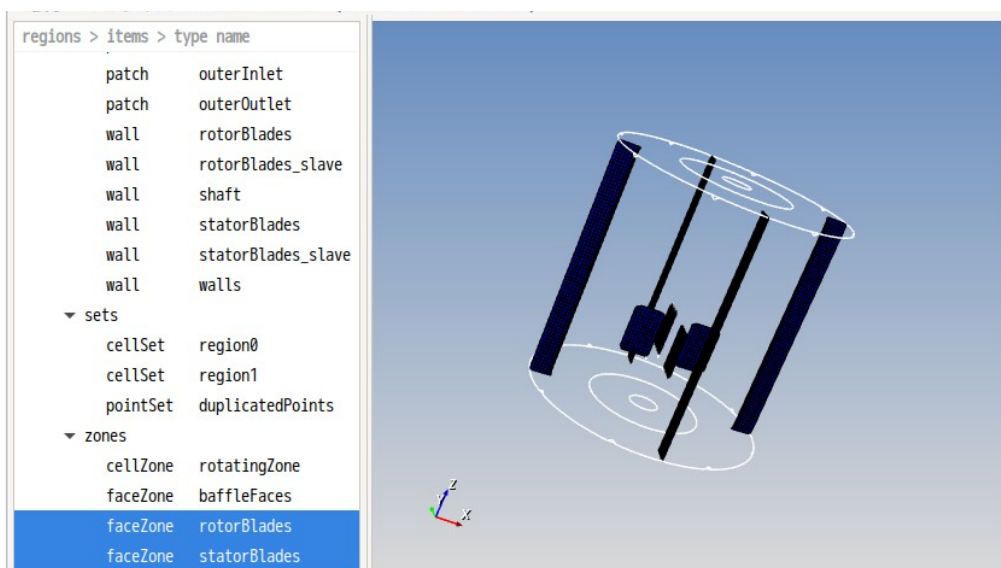 regions > items > type name
patch outerInlet
patch outerOutlet
wall rotorBlades
wall rotorBlades_slave
wall shaft
wall statorBlades
wall statorBlades_slave
wall walls
sets
cellSet region0
cellSet region1
pointSet duplicatedPoints
zones
cellZone rotatingZone
faceZone baffleFaces
faceZone rotorBlades
faceZone statorBlades
Z
Y
X